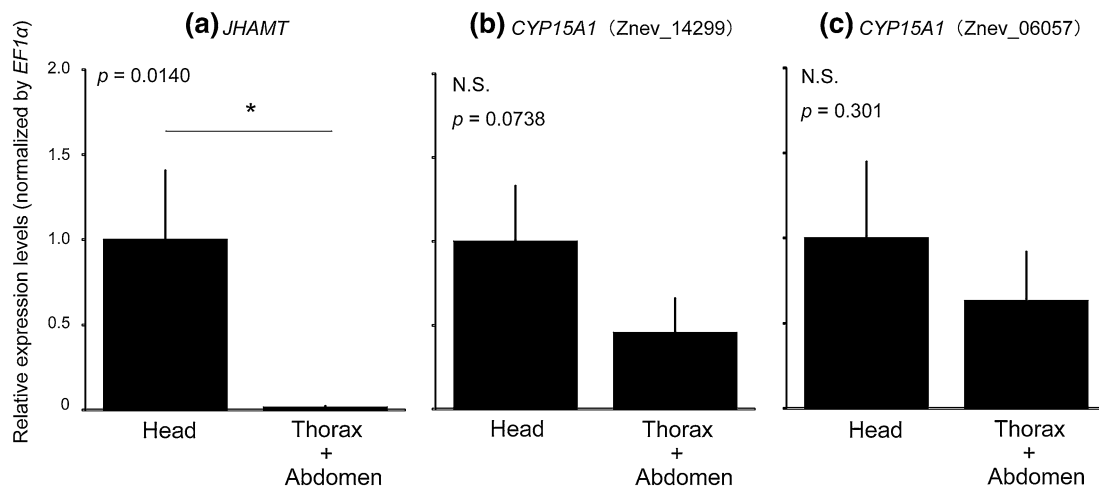 (a) JHAMT
(b) CYP15A1（Znev_14299）
(c) CYP15A1（Znev_06057）
Relative expression levels (normalized by EF1α)
2.0
1.5
1.0
0.5
0
p = 0.0140
*
Head
Thorax
+
Abdomen
N.S.
p = 0.0738
Head
Thorax
+
Abdomen
N.S.
p = 0.301
Head
Thorax
+
Abdomen